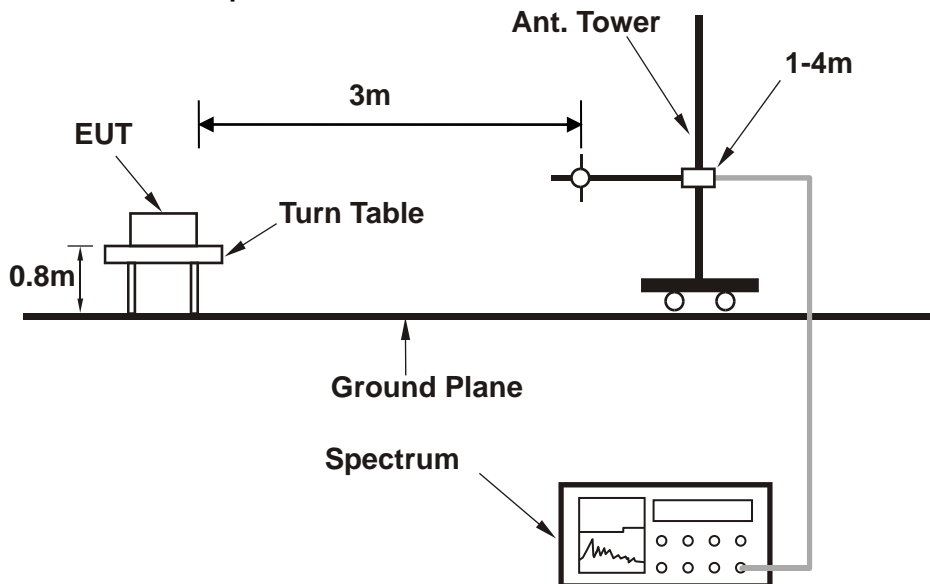 Ant. Tower
1-4m
3m
EUT
Turn Table
0.8m
Ground Plane
Spectrum